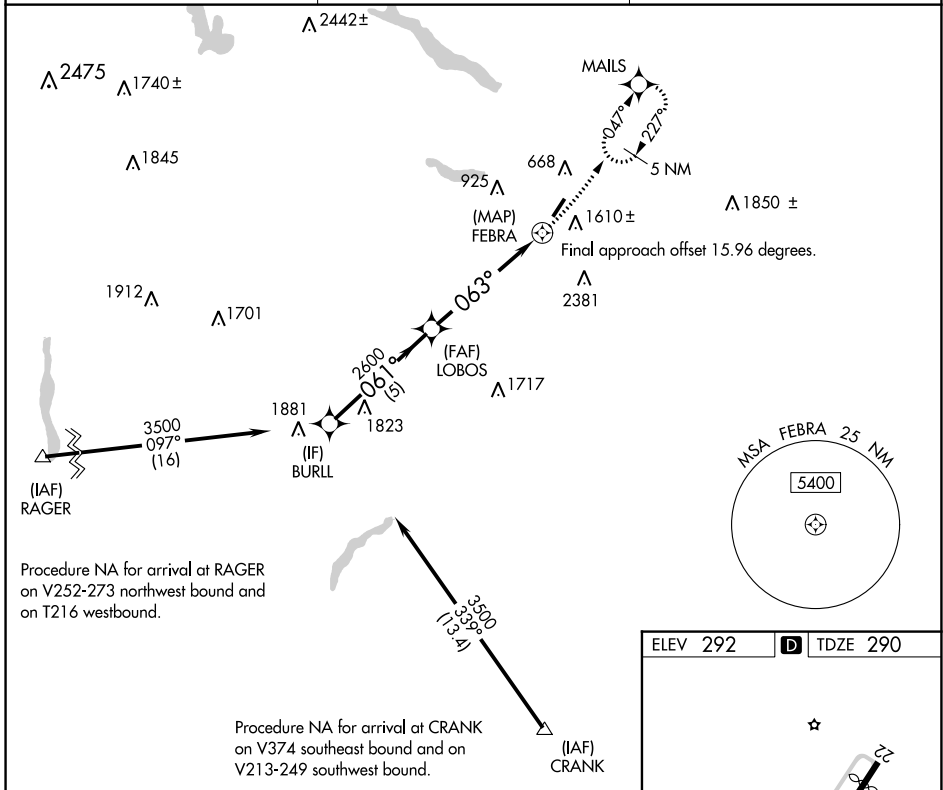 2442±
2475
1740±
MAILS
047°
227°
1845
668
5 NM
925
1850 ±
(MAP)
FEBRA
1610±
Final approach offset 15.96 degrees.
063°
2381
1912
1701
(FAF)
LOBOS
2600
061°
(5)
1717
1881
1823
3500
097°
(16)
(IF)
BURLL
MSA FEBRA 25 NM
5400
(IAF)
RAGER
Procedure NA for arrival at RAGER
on V252-273 northwest bound and
on T216 westbound.
3500
339°
(13.4)
ELEV 292
D
TDZE 290
Procedure NA for arrival at CRANK
on V374 southeast bound and on
V213-249 southwest bound.
(IAF)
CRANK
22